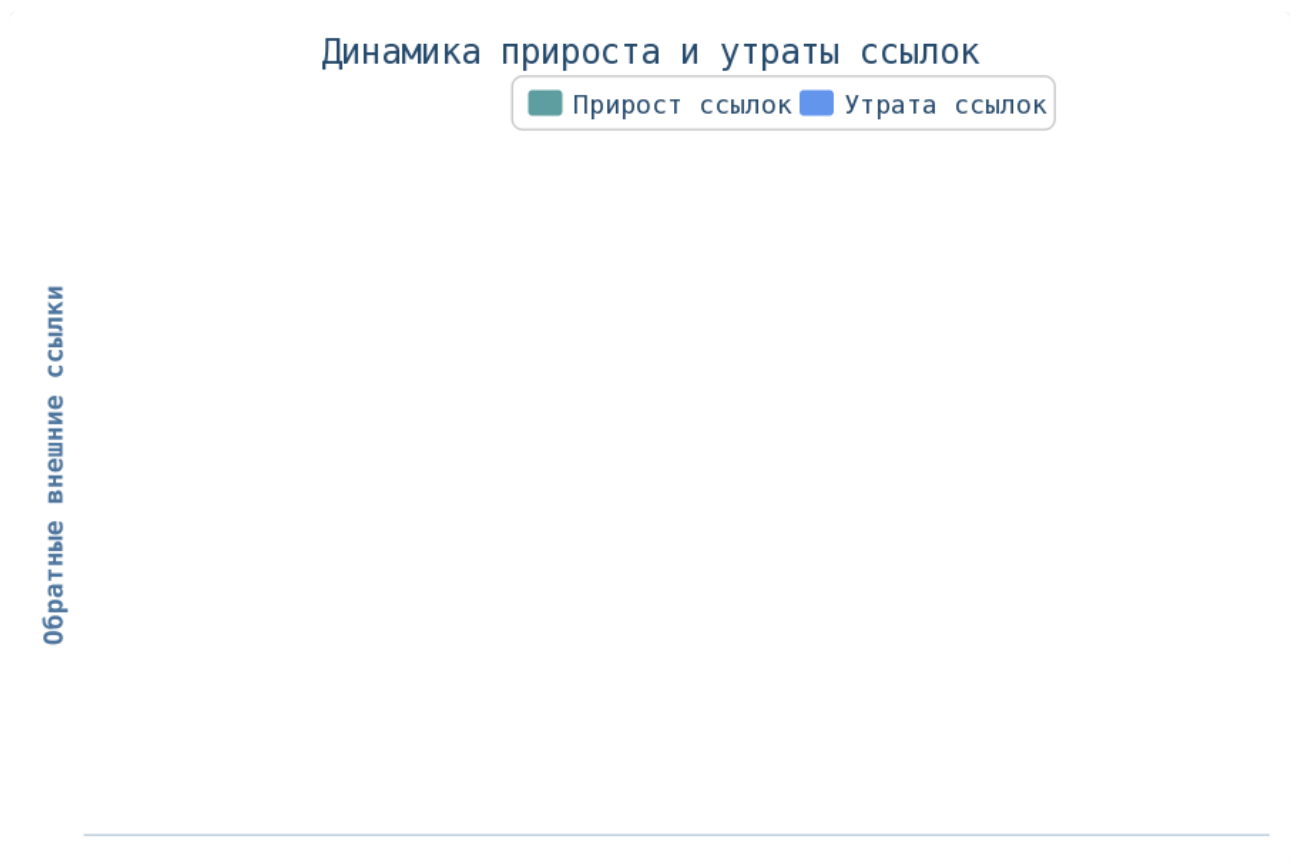 Динамика прироста и утраты ссылок
Прирост ссылок Утрата ссылок
Обратные внешние ссылки